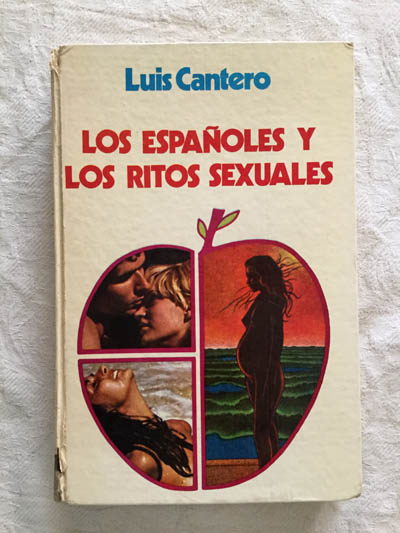 Luis Cantero
LOS ESPAÑOLES Y
LOS RITOS SEXUALES